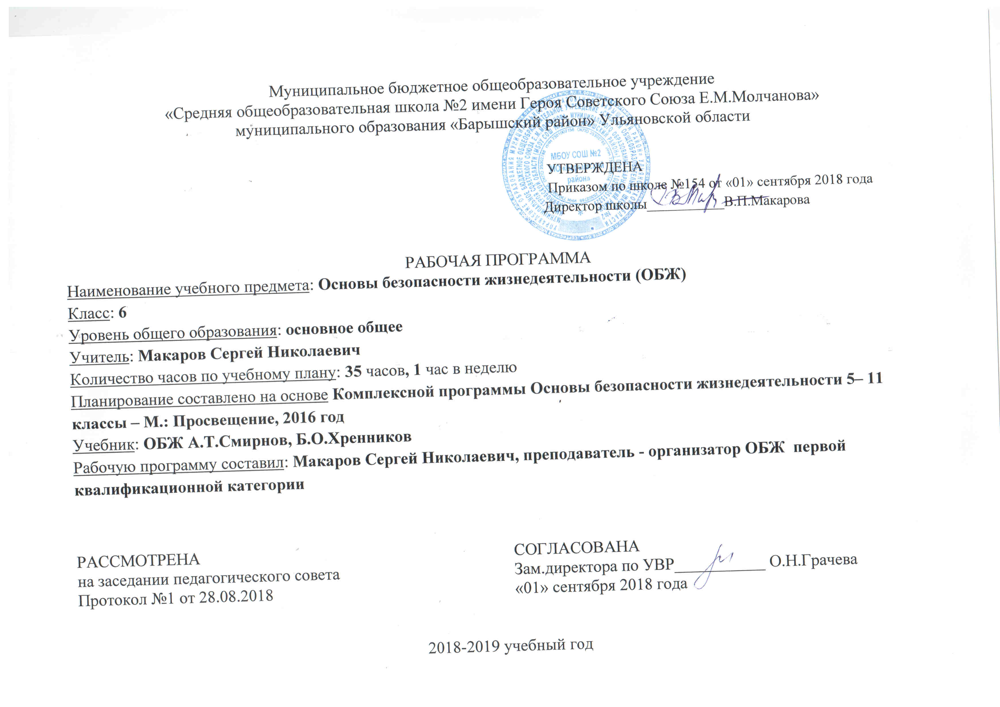 Муниципальное бюджетное общеобразовательное учреждение
«Средняя общеобразовательная школа №2 имени Героя Советского Союза Е.М.Молчанова»
муниципального образования «Барышский район» Ульяновской области
МБОУ СОШ №2
район»
УТВЕРЖДЕНА
Приказом по школе №154 от «01» сентября 2018 года
Директор школы____________В.П.Макарова
РАБОЧАЯ ПРОГРАММА
Наименование учебного предмета: Основы безопасности жизнедеятельности (ОБЖ)
Класс: 6
Уровень общего образования: основное общее
Учитель: Макаров Сергей Николаевич
Количество часов по учебному плану: 35 часов, 1 час в неделю
Планирование составлено на основе Комплексной программы Основы безопасности жизнедеятельности 5– 11
классы – М.: Просвещение, 2016 год
Учебник: ОБЖ А.Т.Смирнов, Б.О.Хренников
Рабочую программу составил: Макаров Сергей Николаевич, преподаватель - организатор ОБЖ первой
квалификационной категории
РАССМОТРЕНА
на заседании педагогического совета
Протокол №1 от 28.08.2018
СОГЛАСОВАНА
Зам.директора по УВР____________ О.Н.Грачева
«01» сентября 2018 года
2018-2019 учебный год